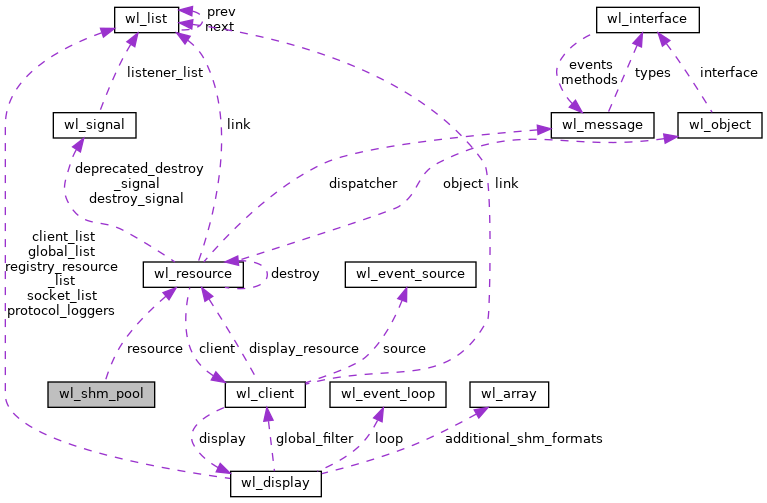 wl_list
prev
next
wl_interface
events
methods
types
interface
listener_list
wl_signal
link
wl_message
wl_object
deprecated_destroy
_signal
destroy_signal
dispatcher
object
link
client_list
global_list
registry_resource
_list
socket_list
protocol_loggers
wl_resource
destroy
wl_event_source
resource
client
display_resource
source
wl_shm_pool
wl_client
wl_event_loop
wl_array
display
global_filter
loop
additional_shm_formats
wl_display